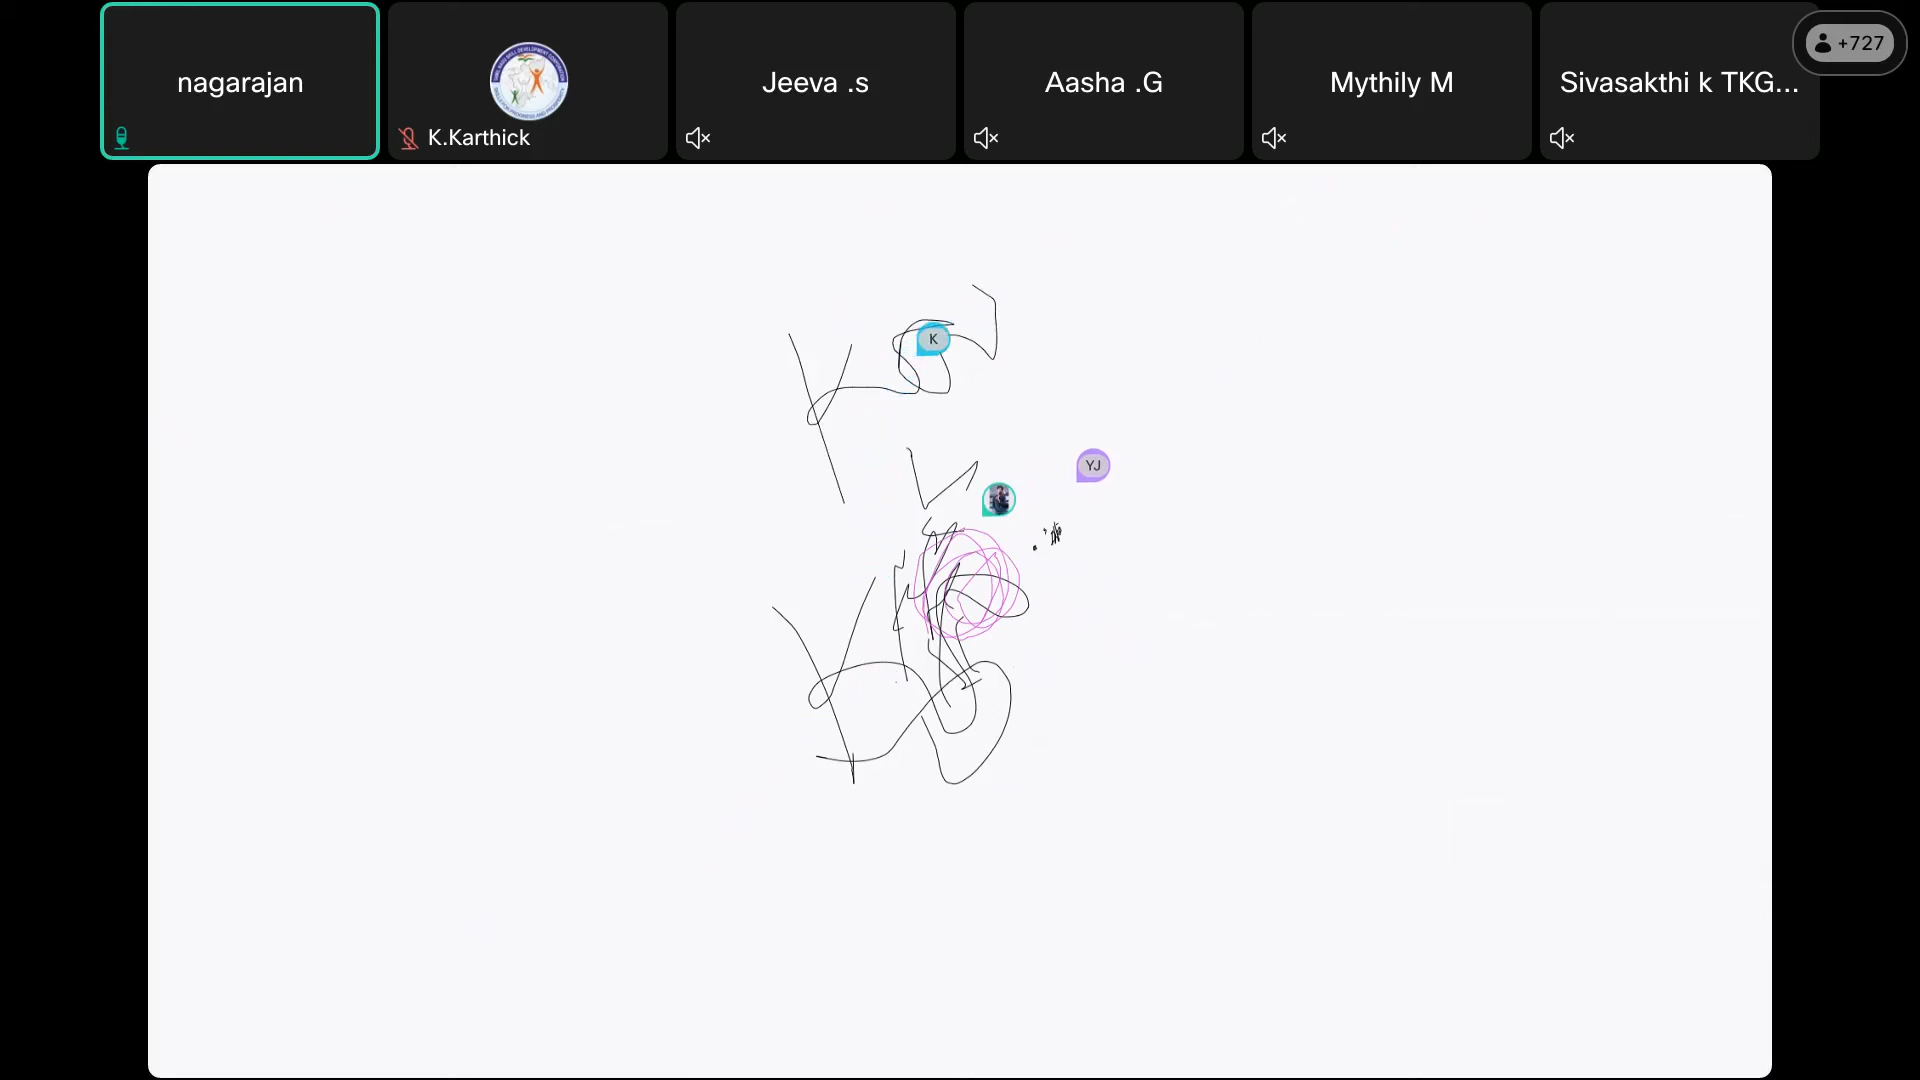 nagarajan
K.Karthick
Jeeva .s
Aasha .G
Mythily M
Sivasakthi k TKG...
+727
K
YJ